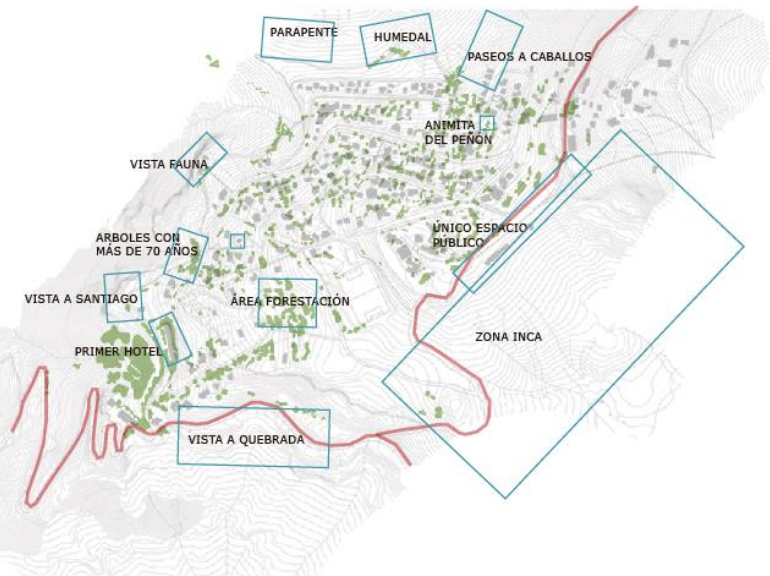 PARAPENTE
HUMEDAL
PASEOS A CABALLOS
ANIMITA
DEL PEÑÓN
VISTA FAUNA
ÚNICO ESPACIO
PÚBLICO
ARBOLES CON
MÁS DE 70 AÑOS
VISTA A SANTIAGO
ÁREA FORESTACIÓN
ZONA INCA
PRIMER HOTEL
VISTA A QUEBRADA